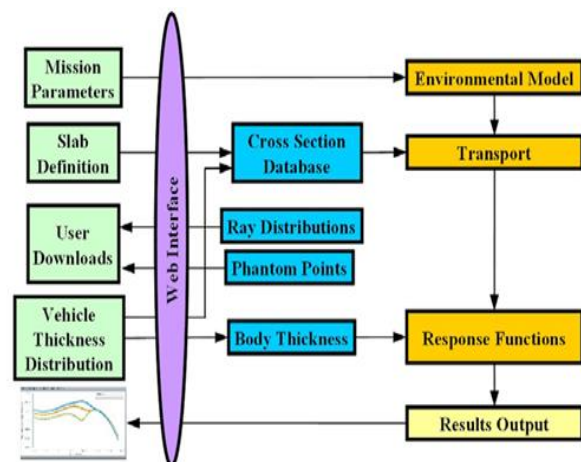 Mission
Parameters
Environmental Model
Slab
Definition
Cross Section
Database
Transport
User
Downloads
Web Interface
Ray Distributions
Phantom Points
Vehicle
Thickness
Distribution
Body Thickness
Response Functions
Results Output